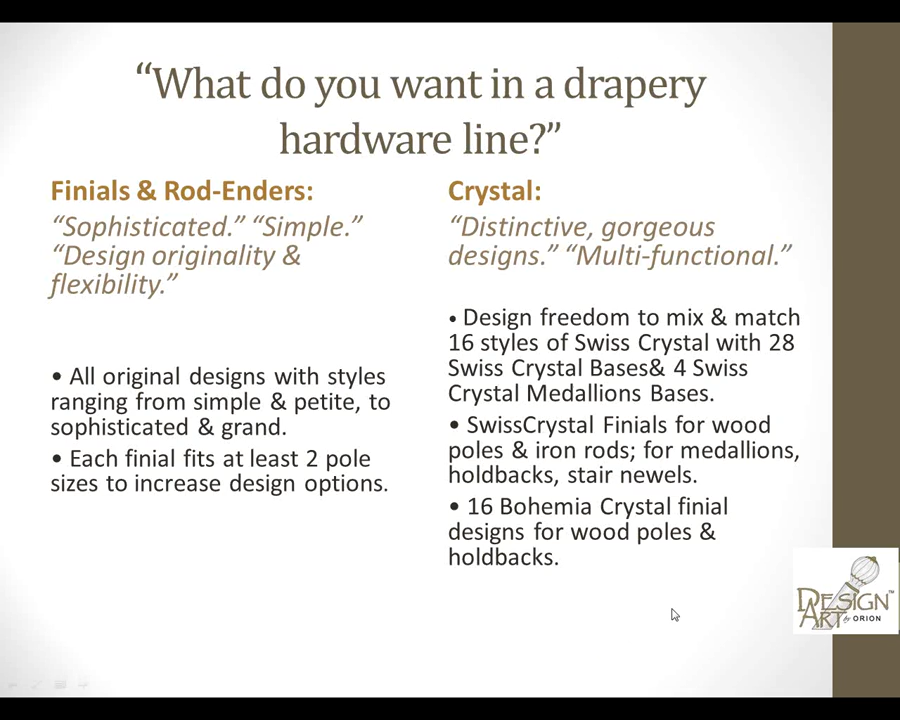 “What do you want in a drapery
hardware line?”
Finials & Rod-Enders:
“Sophisticated.” “Simple.”
“Design originality &
flexibility.”
• All original designs with styles
ranging from simple & petite, to
sophisticated & grand.
• Each finial fits at least 2 pole
sizes to increase design options.
Crystal:
“Distinctive, gorgeous
designs.” “Multi-functional.”
• Design freedom to mix & match
16 styles of Swiss Crystal with 28
Swiss Crystal Bases& 4 Swiss
Crystal Medallions Bases.
• SwissCrystal Finials for wood
poles & iron rods; for medallions,
holdbacks, stair newels.
• 16 Bohemia Crystal finial
designs for wood poles &
holdbacks.
DESIGN™
ART by ORION